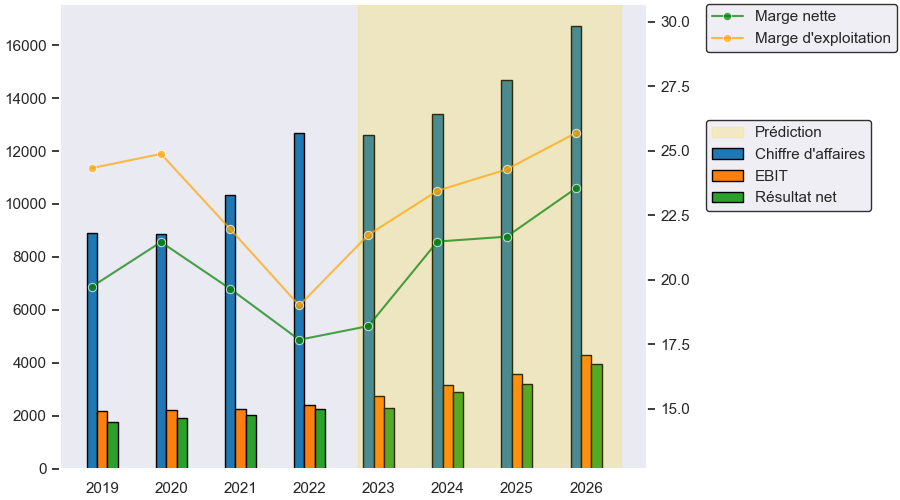 16000
14000
12000
10000
8000
6000
4000
2000
0
2019 2020 2021 2022 2023 2024 2025 2026
30.0
27.5
25.0
22.5
20.0
17.5
15.0
Marge nette
Marge d'exploitation
Prédiction
Chiffre d'affaires
EBIT
Résultat net